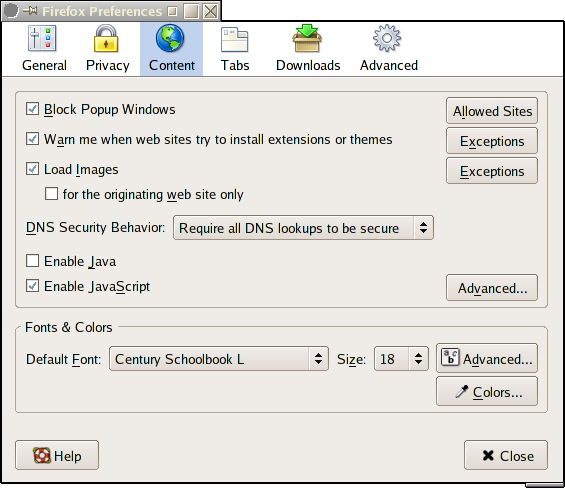 Firefox Preferences
General Privacy Content Tabs Downloads Advanced
Block Popup Windows Allowed Sites
Warn me when web sites try to install extensions or themes Exceptions
Load Images Exceptions
for the originating web site only
DNS Security Behavior: Require all DNS lookups to be secure
Enable Java
Enable JavaScript Advanced...
Fonts & Colors
Default Font: Century Schoolbook L Size: 18 Advanced...
Colors...
Help Close